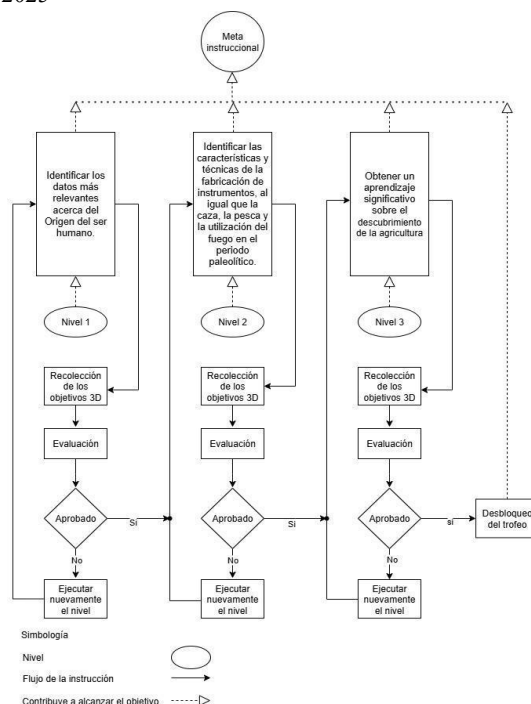 2023
Meta
instruccional
Identificar los
datos más
relevantes
acerca del
Origen del ser
humano.
Identificar las
características y
técnicas de la
fabricación de
instrumentos, al
igual que la
caza, la pesca y
la utilización del
fuego en el
periodo
paleolítico.
Obtener un
aprendizaje
significativo
sobre el
descubrimiento
de la agricultura
Nivel 1
Nivel 2
Nivel 3
Recolección
de los
objetivos 3D
Recolección
de los
objetivos 3D
Recolección
de los
objetivos 3D
Evaluación
Evaluación
Evaluación
Aprobado
Si
Aprobado
Si
Aprobado
si
Desbloqueo
del trofeo
No
No
No
Ejecutar
nuevamente
el nivel
Ejecutar
nuevamente
el nivel
Ejecutar
nuevamente
el nivel
Simbología
Nivel
Flujo de la instrucción
Contribuye a alcanzar el objetivo